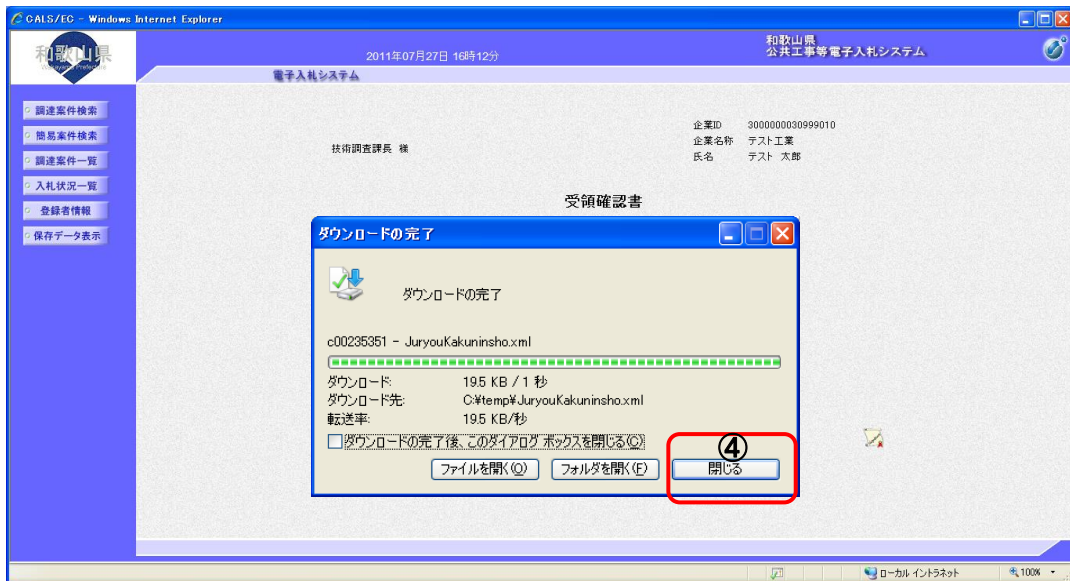 CALS/EC - Windows Internet Explorer
和歌山県
Wakayama Prefecture
2011年07月27日 16時12分
和歌山県
公共工事等電子入札システム
電子入札システム
調達案件検索
簡易案件検索
調達案件一覧
入札状況一覧
登録者情報
保存データ表示
企業ID 3000000030999010
企業名称 テスト工業
氏名 テスト 太郎
技術調査課長 様
受領確認書
ダウンロードの完了
ダウンロードの完了
c00235351 - JuryouKakuninsho.xml
ダウンロード: 19.5 KB / 1 秒
ダウンロード先: C:¥temp¥JuryouKakuninsho.xml
転送率: 19.5 KB/秒
ダウンロードの完了後、このダイアログ ボックスを閉じる(C)
④
ファイルを開く(O) フォルダを開く(F) 閉じる
ローカル イントラネット 100%